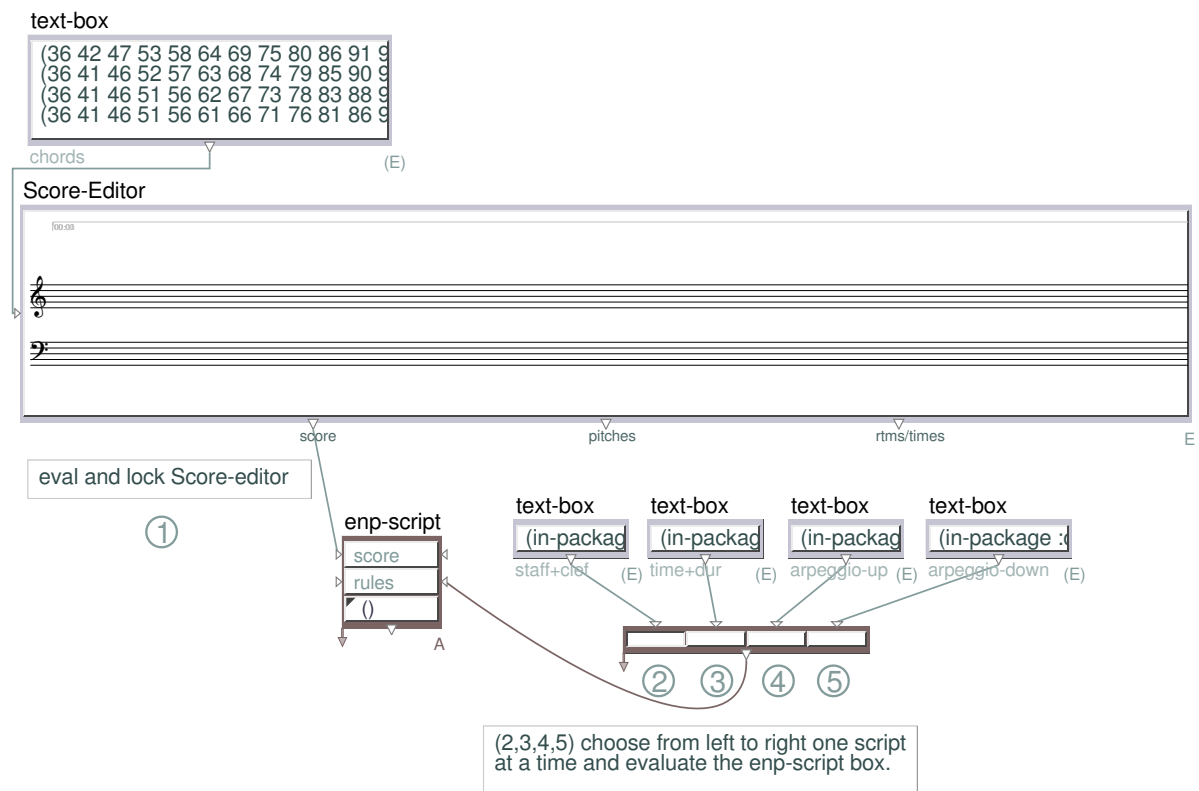 text-box
(36 42 47 53 58 64 69 75 80 86 91 9
(36 41 46 52 57 63 68 74 79 85 90 9
(36 41 46 51 56 62 67 73 78 83 88 9
(36 41 46 51 56 61 66 71 76 81 86 9
chords
(E)
Score-Editor
00:00
score
pitches
rtms/times
E
eval and lock Score-editor
1
enp-script
score
rules
()
A
text-box
text-box
text-box
text-box
(in-packag
(in-packag
(in-packag
(in-package :
staff+clef
(E)
time+dur
(E)
arpeggio-up
(E)
arpeggio-down
(E)
2
3
4
5
(2,3,4,5) choose from left to right one script
at a time and evaluate the enp-script box.